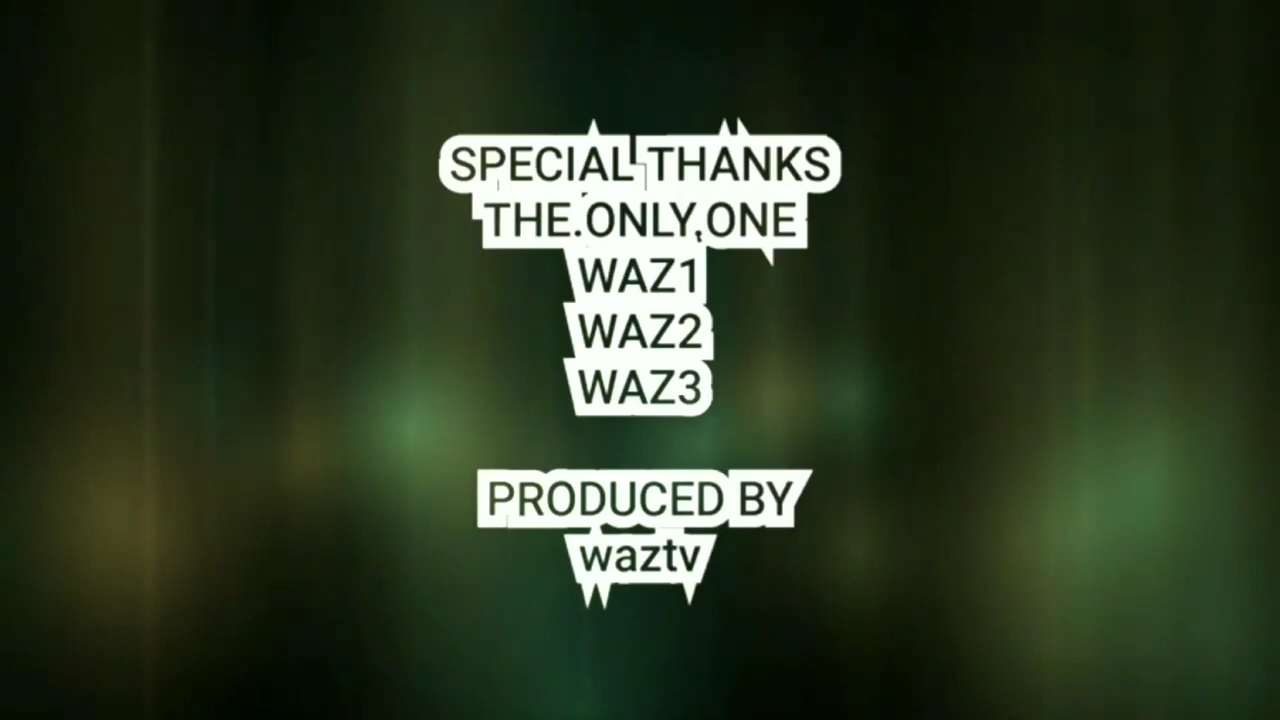 SPECIAL THANKS
THE.ONLY,ONE
WAZ1
WAZ2
WAZ3
PRODUCED BY
waztv